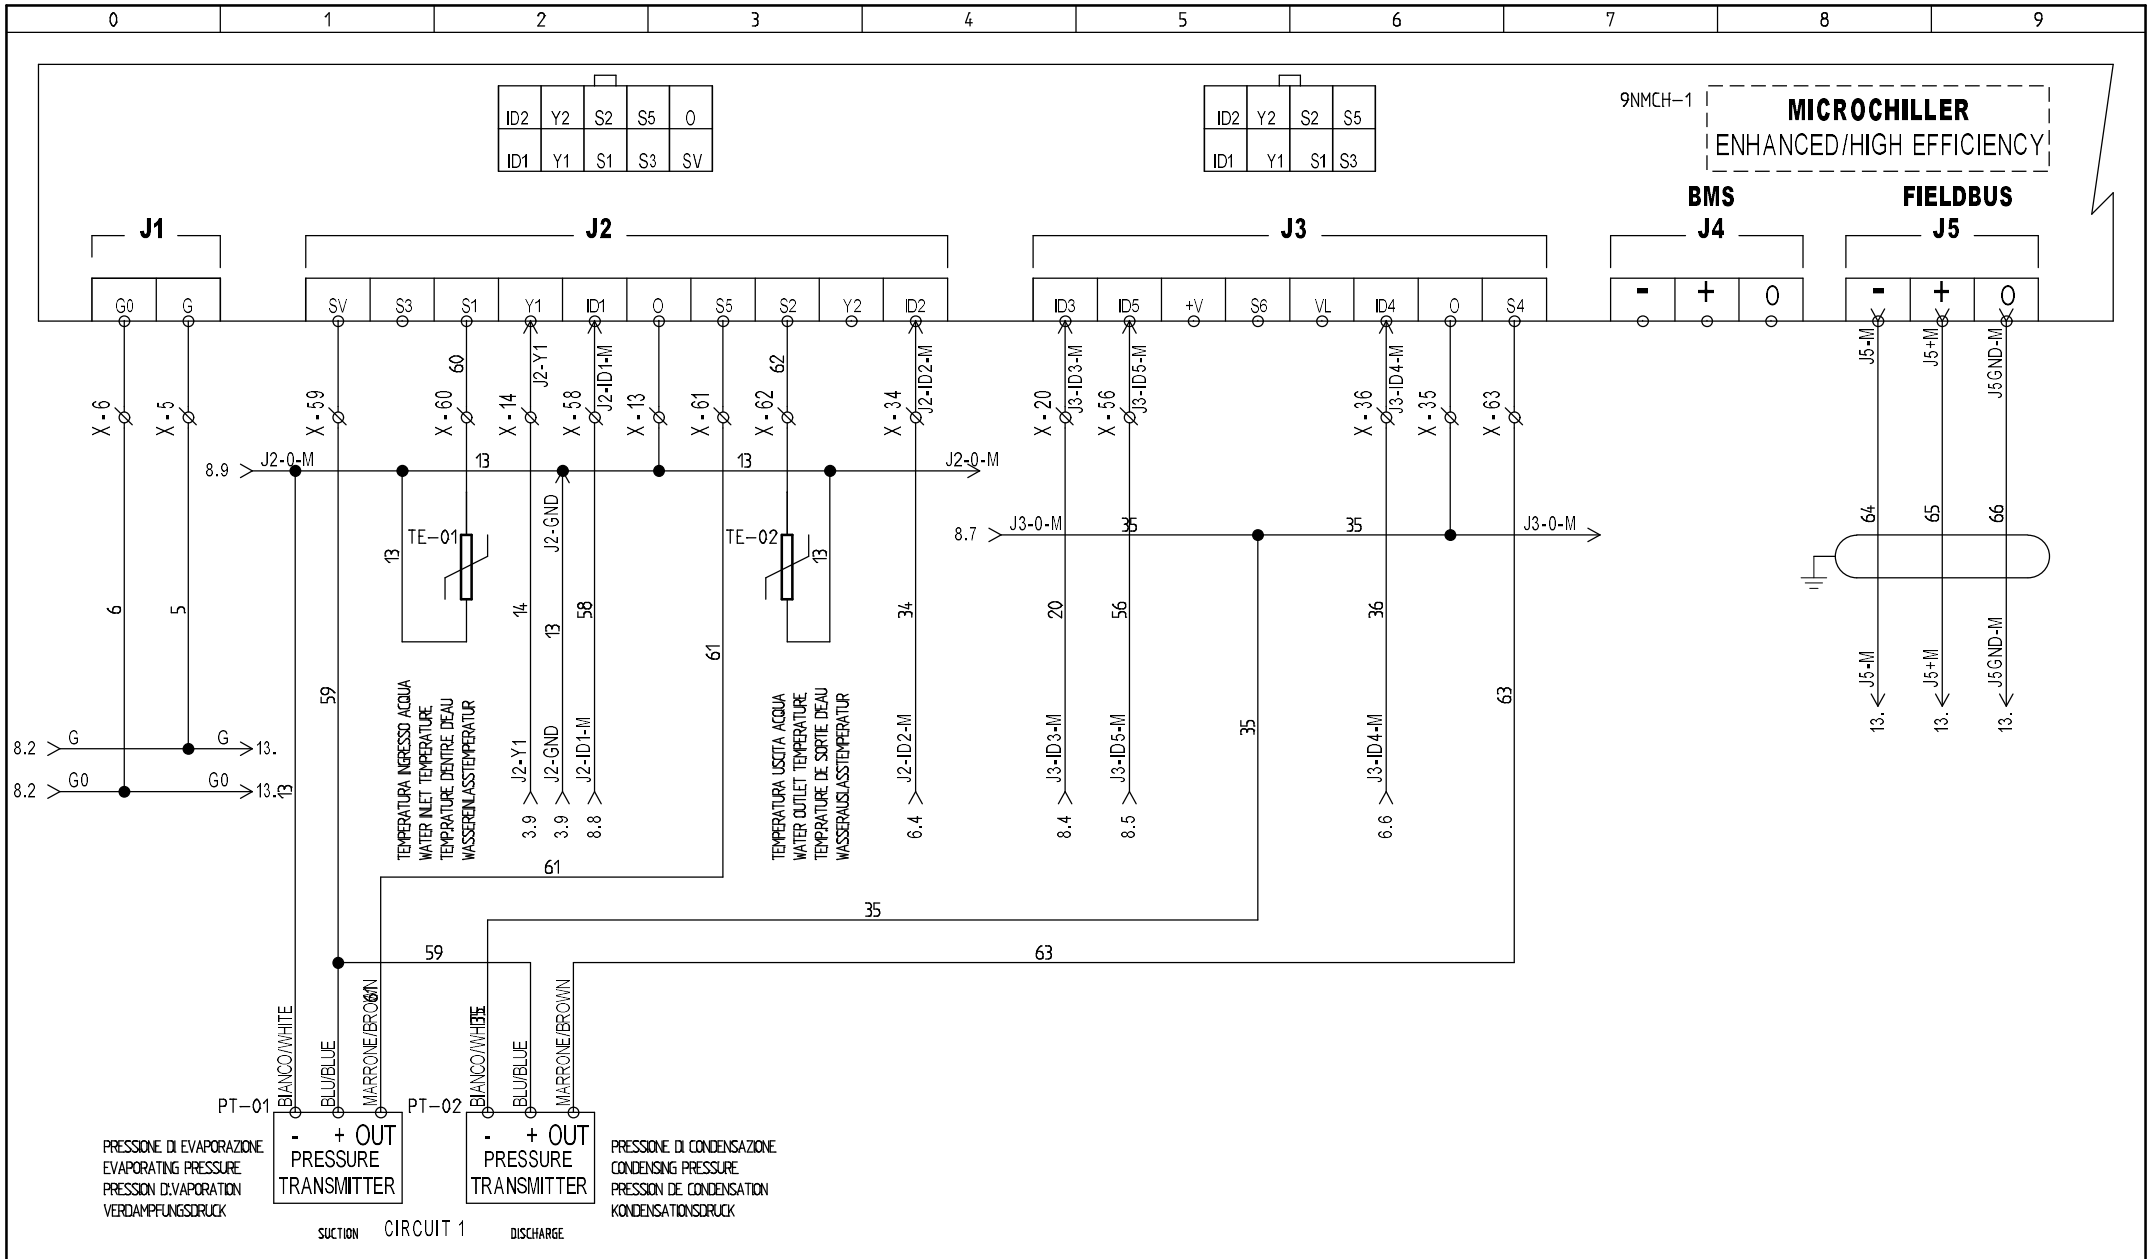 0 1 2 3 4 5 6 7 8 9
ID2 Y2 S2 S5 O
ID1 Y1 S1 S3 SV
ID2 Y2 S2 S5
ID1 Y1 S1 S3
9NMCH-1
MICROCHILLER
ENHANCED/HIGH EFFICIENCY
BMS FIELDBUS
J1 J2 J3 J4 J5
G0 G SV S3 S1 Y1 ID1 O S5 S2 Y2 ID2 ID3 ID5 +V S6 VL ID4 O S4 - + O - + O
60 J2-Y1 J2-ID1-M 62 J2-ID2-M J3-ID3-M J3-ID5-M J3-ID4-M J5-M J5+M J5GND-M
X-6 X-5 X-59 X-60 X-14 X-58 X-13 X-61 X-62 X-34 X-20 X-56 X-36 X-35 X-63
8.9 J2-0-M 13 13 J2-0-M
8.7 J3-0-M 35 35 J3-0-M
64 65 66
TE-01 TE-02
13 J2-GND 13
6 5 14 13 58 34 20 56 36
59 61 35 63
J5-M J5+M J5GND-M
13. 13. 13.
8.2 G G 13.
8.2 G0 G0 13.
13
TEMPERATURA INGRESSO ACQUA
WATER INLET TEMPERATURE
TEMP.RATURE D'ENTRE D'EAU
WASSEREINLASSTEMPERATUR
TEMPERATURA USCITA ACQUA
WATER OUTLET TEMPERATURE
TEMP.RATURE DE SORTIE D'EAU
WASSERAUSLASSTEMPERATUR
J2-Y1 J2-GND J2-ID1-M J2-ID2-M J3-ID3-M J3-ID5-M J3-ID4-M
3.9 3.9 8.8 6.4 8.4 8.5 6.6
61
35
59 63
BIANCO/WHITE BLU/BLUE MARRONE/BROWN 61
BIANCO/WHITE 35 BLU/BLUE MARRONE/BROWN
PT-01 PT-02
- + OUT
PRESSURE
TRANSMITTER
- + OUT
PRESSURE
TRANSMITTER
PRESSIONE DI EVAPORAZIONE
EVAPORATING PRESSURE
PRESSION D'.VAPORATION
VERDAMPFUNGSDRUCK
PRESSIONE DI CONDENSAZIONE
CONDENSING PRESSURE
PRESSION DE CONDENSATION
KONDENSATIONSDRUCK
SUCTION CIRCUIT 1 DISCHARGE